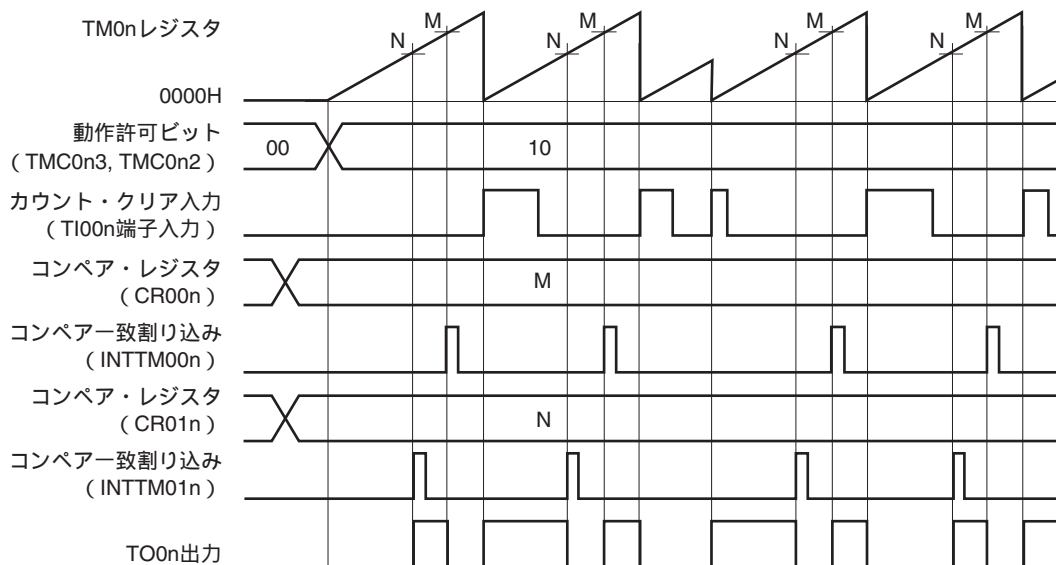 TM0nレジスタ
N
M
N
M
N
M
N
M
0000H
動作許可ビット
（TMC0n3, TMC0n2）
00
10
カウント・クリア入力
（TI00n端子入力）
コンペア・レジスタ
（CR00n）
M
コンペア一致割り込み
（INTTM00n）
コンペア・レジスタ
（CR01n）
N
コンペア一致割り込み
（INTTM01n）
TO0n出力